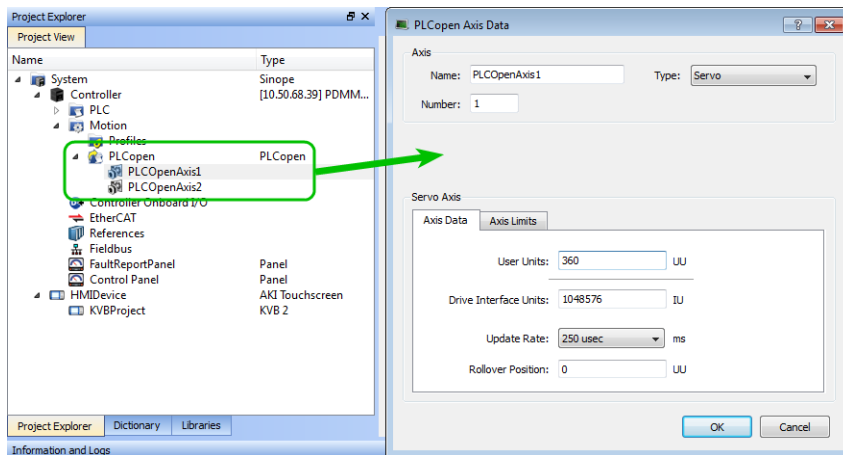 Project Explorer
Project View
Name Type
System Sinope
Controller [10.50.68.39] PDMM...
PLC
Motion
Profiles
PLCopen PLCopen
PLCOpenAxis1
PLCOpenAxis2
Controller Onboard I/O
EtherCAT
References
Fieldbus
FaultReportPanel Panel
Control Panel Panel
HMIDevice AKI Touchscreen
KVBProject KVB 2
Project Explorer Dictionary Libraries
Information and Logs
PLCopen Axis Data
Axis
Name: PLCOpenAxis1 Type: Servo
Number: 1
Servo Axis
Axis Data Axis Limits
User Units: 360 UU
Drive Interface Units: 1048576 IU
Update Rate: 250 usec ms
Rollover Position: 0 UU
OK Cancel